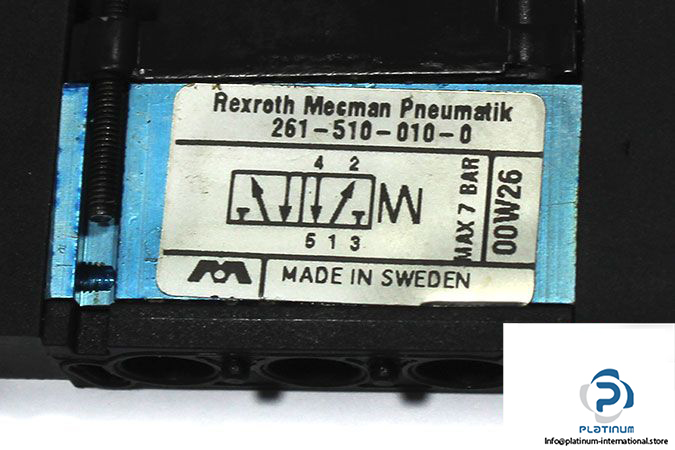 Rexroth Mecman Pneumatik
261-510-010-0
4 2
5 1 3
MAX 7 BAR
00W26
MADE IN SWEDEN
PLATINUM
Info@platinum-international.store